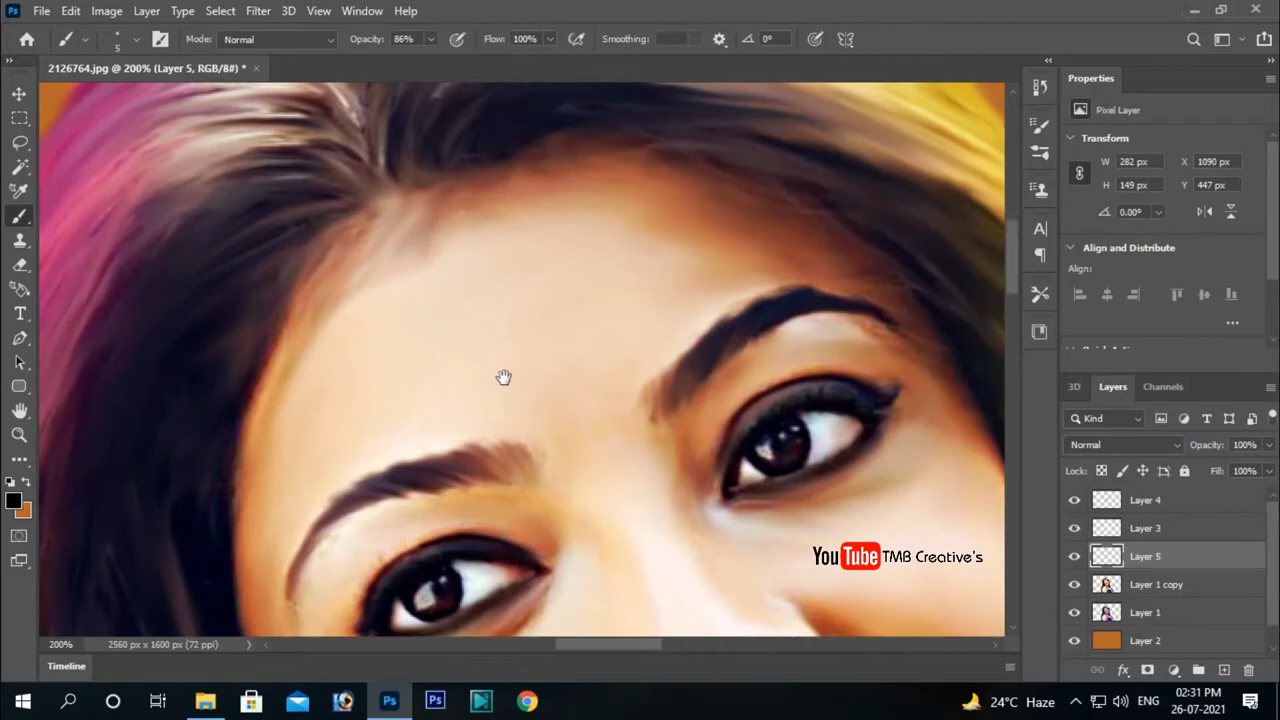 Ps File Edit Image Layer Type Select Filter 3D View Window Help
5 Mode: Normal Opacity: 86% Flow: 100% Smoothing: 0°
2126764.jpg @ 200% (Layer 5, RGB/8#) * ×
Properties
Pixel Layer
Transform
W 282 px X 1090 px
H 149 px Y 447 px
0.00°
Align and Distribute
Align:
...
3D Layers Channels
Kind
Normal Opacity: 100%
Lock: Fill: 100%
Layer 4
Layer 3
Layer 5
Layer 1 copy
Layer 1
Layer 2
YouTube TMB Creative's
200% 2560 px x 1600 px (72 ppi)
Timeline
Ps Ps 24°C Haze ENG 02:31 PM
26-07-2021